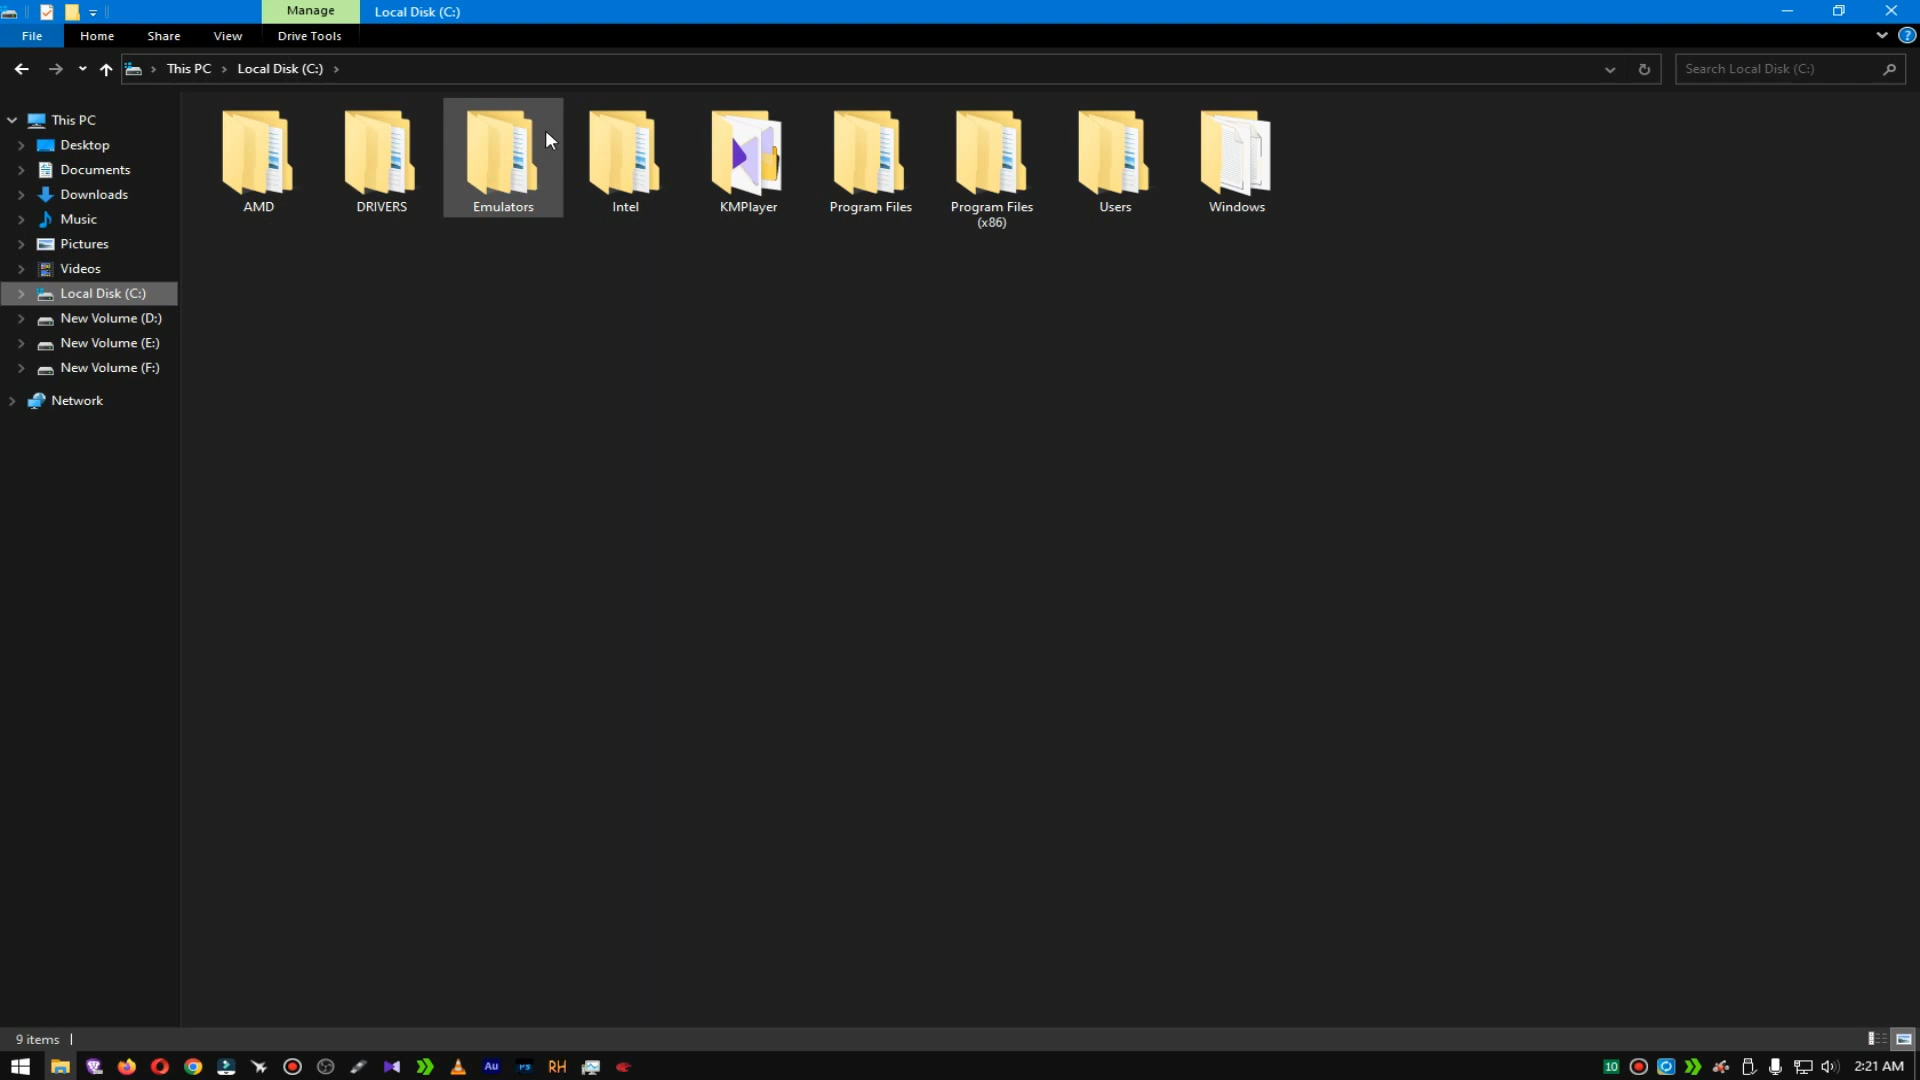 Manage
Local Disk (C:)
File
Home
Share
View
Drive Tools
This PC
Local Disk (C:)
Search Local Disk (C:)
This PC
Desktop
Documents
Downloads
Music
Pictures
Videos
Local Disk (C:)
New Volume (D:)
New Volume (E:)
New Volume (F:)
Network
AMD
DRIVERS
Emulators
Intel
KMPlayer
Program Files
Program Files
(x86)
Users
Windows
9 items
Au
PS
RH
10
2:21 AM